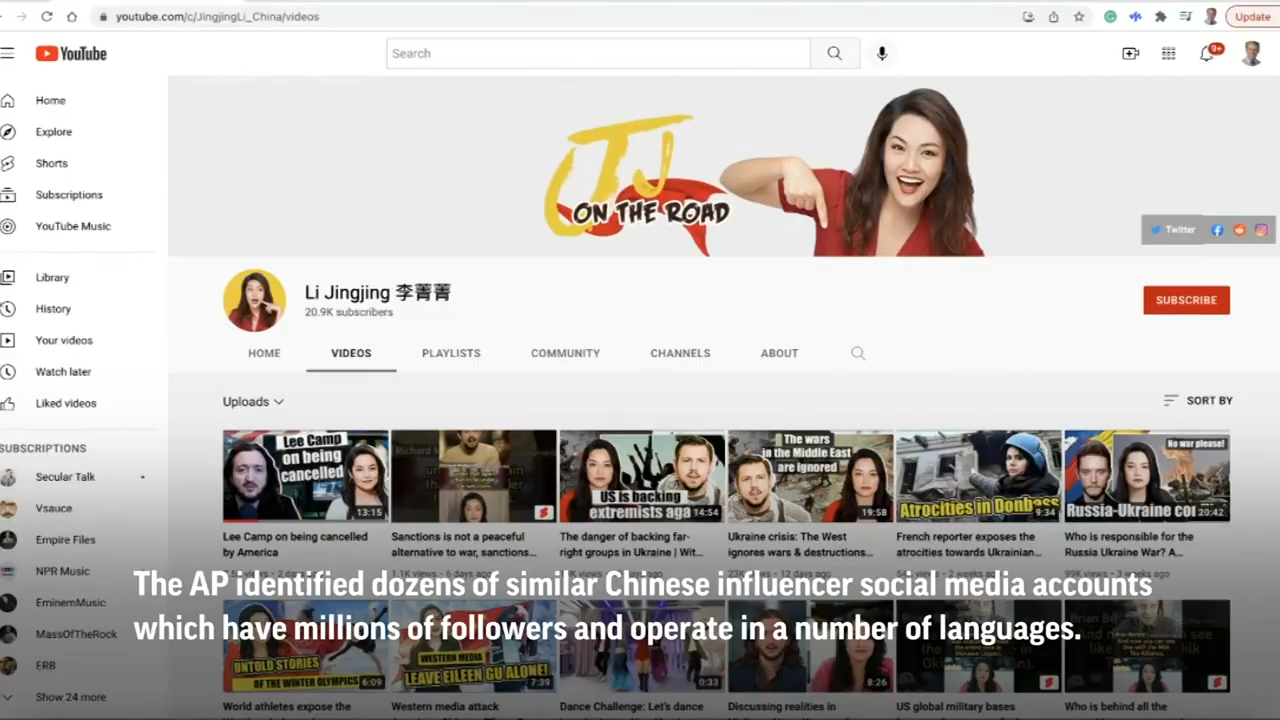 youtube.com/c/JingjingLi_China/videos
Update
YouTube
Search
9+
Home
Explore
Shorts
Subscriptions
YouTube Music
Library
History
Your videos
Watch later
Liked videos
SUBSCRIPTIONS
Secular Talk
Vsauce
Empire Files
NPR Music
EminemMusic
MassOfTheRock
ERB
Show 24 more
JJ
ON THE ROAD
Twitter
Li Jingjing 李菁菁
20.9K subscribers
SUBSCRIBE
HOME VIDEOS PLAYLISTS COMMUNITY CHANNELS ABOUT
Uploads
SORT BY
Lee Camp
on being
cancelled
13:15
Lee Camp on being cancelled
by America
Sanctions is not a peaceful
alternative to war, sanctions...
US is backing
extremists aga
14:54
The danger of backing far-
right groups in Ukraine | Wit...
The wars
in the Middle East
are ignored
19:58
Ukraine crisis: The West
ignores wars & destructions...
Atrocities in Donbass
9:34
French reporter exposes the
atrocities towards Ukrainian...
No war please!
Russia-Ukraine con
20:42
Who is responsible for the
Russia Ukraine War? A...
The AP identified dozens of similar Chinese influencer social media accounts
which have millions of followers and operate in a number of languages.
UNTOLD STORIES
OF THE WINTER OLYMPICS
6:09
World athletes expose the
WESTERN MEDIA
LEAVE EILEEN GU ALONE!
7:39
Western media attack
0:33
Dance Challenge: Let's dance
8:26
Discussing realities in
US global military bases
Who is behind all the